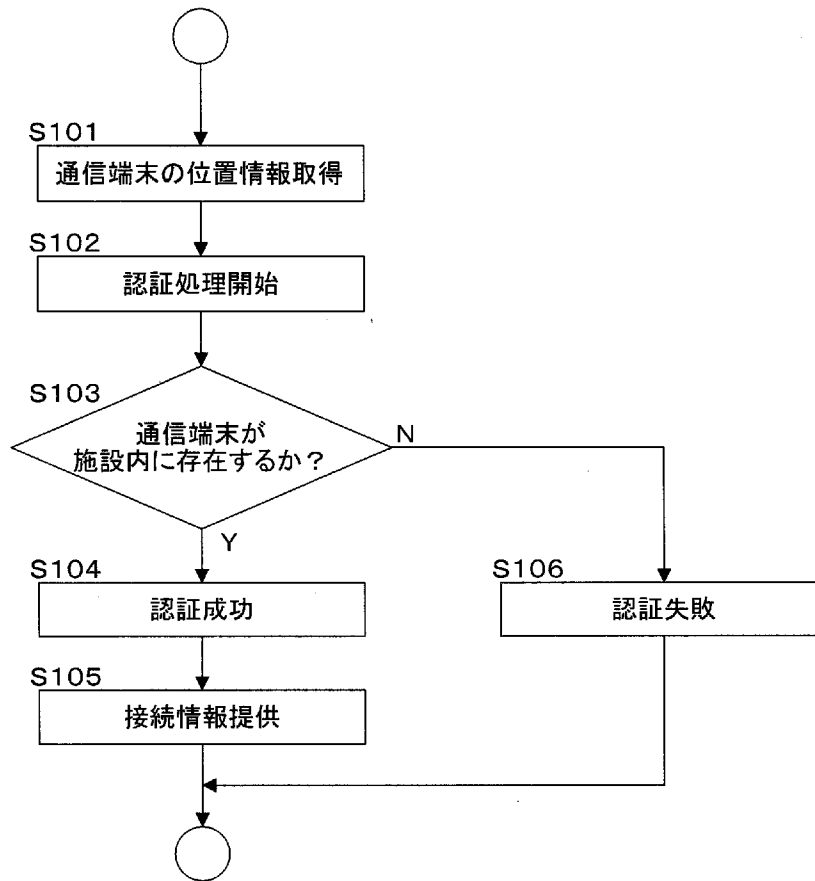 S101
通信端末の位置情報取得
S102
認証処理開始
S103
通信端末が
施設内に存在するか？
N
Y
S104
認証成功
S106
認証失敗
S105
接続情報提供